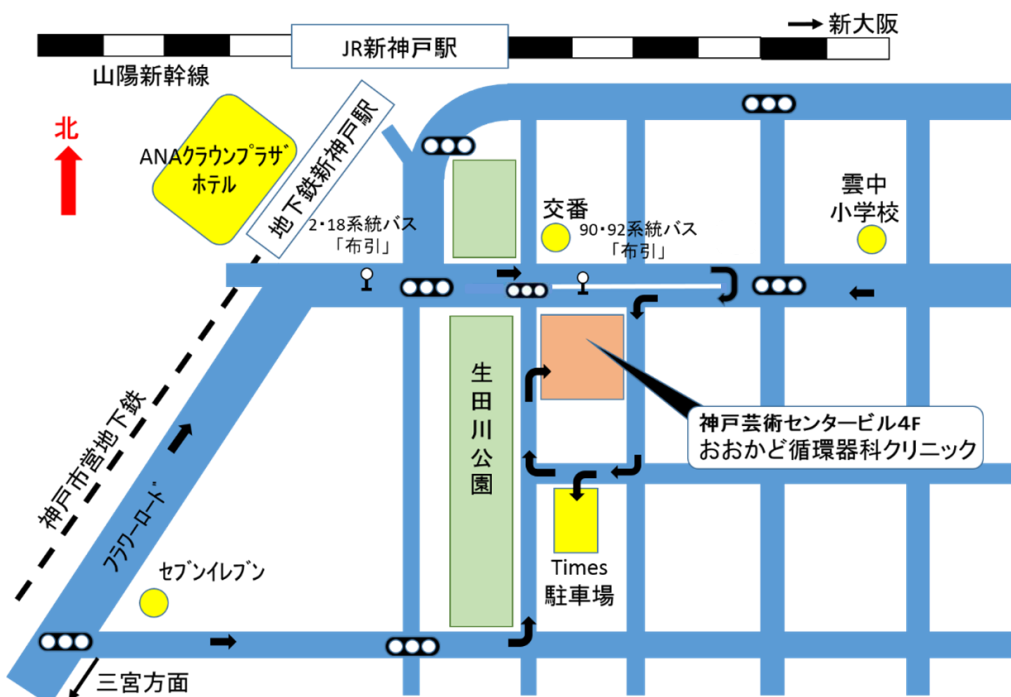 新大阪
JR新神戸駅
山陽新幹線
北
ANAクラウンプラザ
ホテル
地下鉄新神戸駅
2・18系統バス
「布引」
交番
90・92系統バス
「布引」
雲中
小学校
生田川公園
神戸芸術センタービル4F
おおかど循環器科クリニック
神戸市営地下鉄
フラワーロード
セブンイレブン
Times
駐車場
三宮方面